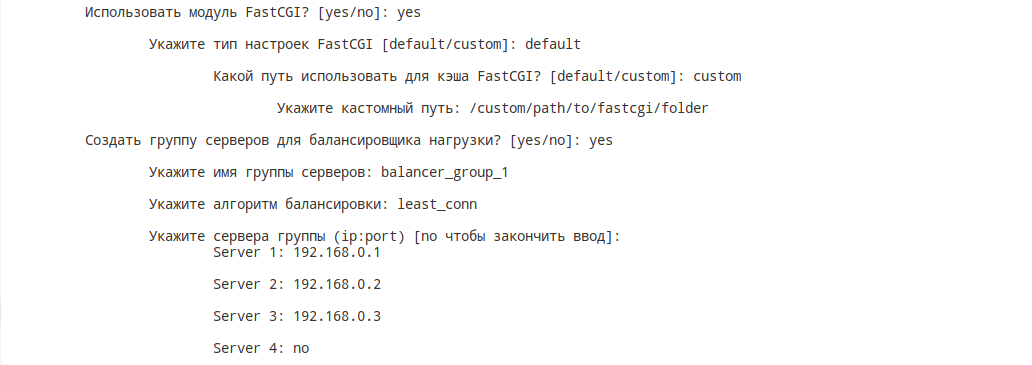 Использовать модуль FastCGI? [yes/no]: yes
Укажите тип настроек FastCGI [default/custom]: default
Какой путь использовать для кэша FastCGI? [default/custom]: custom
Укажите кастомный путь: /custom/path/to/fastcgi/folder
Создать группу серверов для балансировщика нагрузки? [yes/no]: yes
Укажите имя группы серверов: balancer_group_1
Укажите алгоритм балансировки: least_conn
Укажите сервера группы (ip:port) [no чтобы закончить ввод]:
Server 1: 192.168.0.1
Server 2: 192.168.0.2
Server 3: 192.168.0.3
Server 4: no